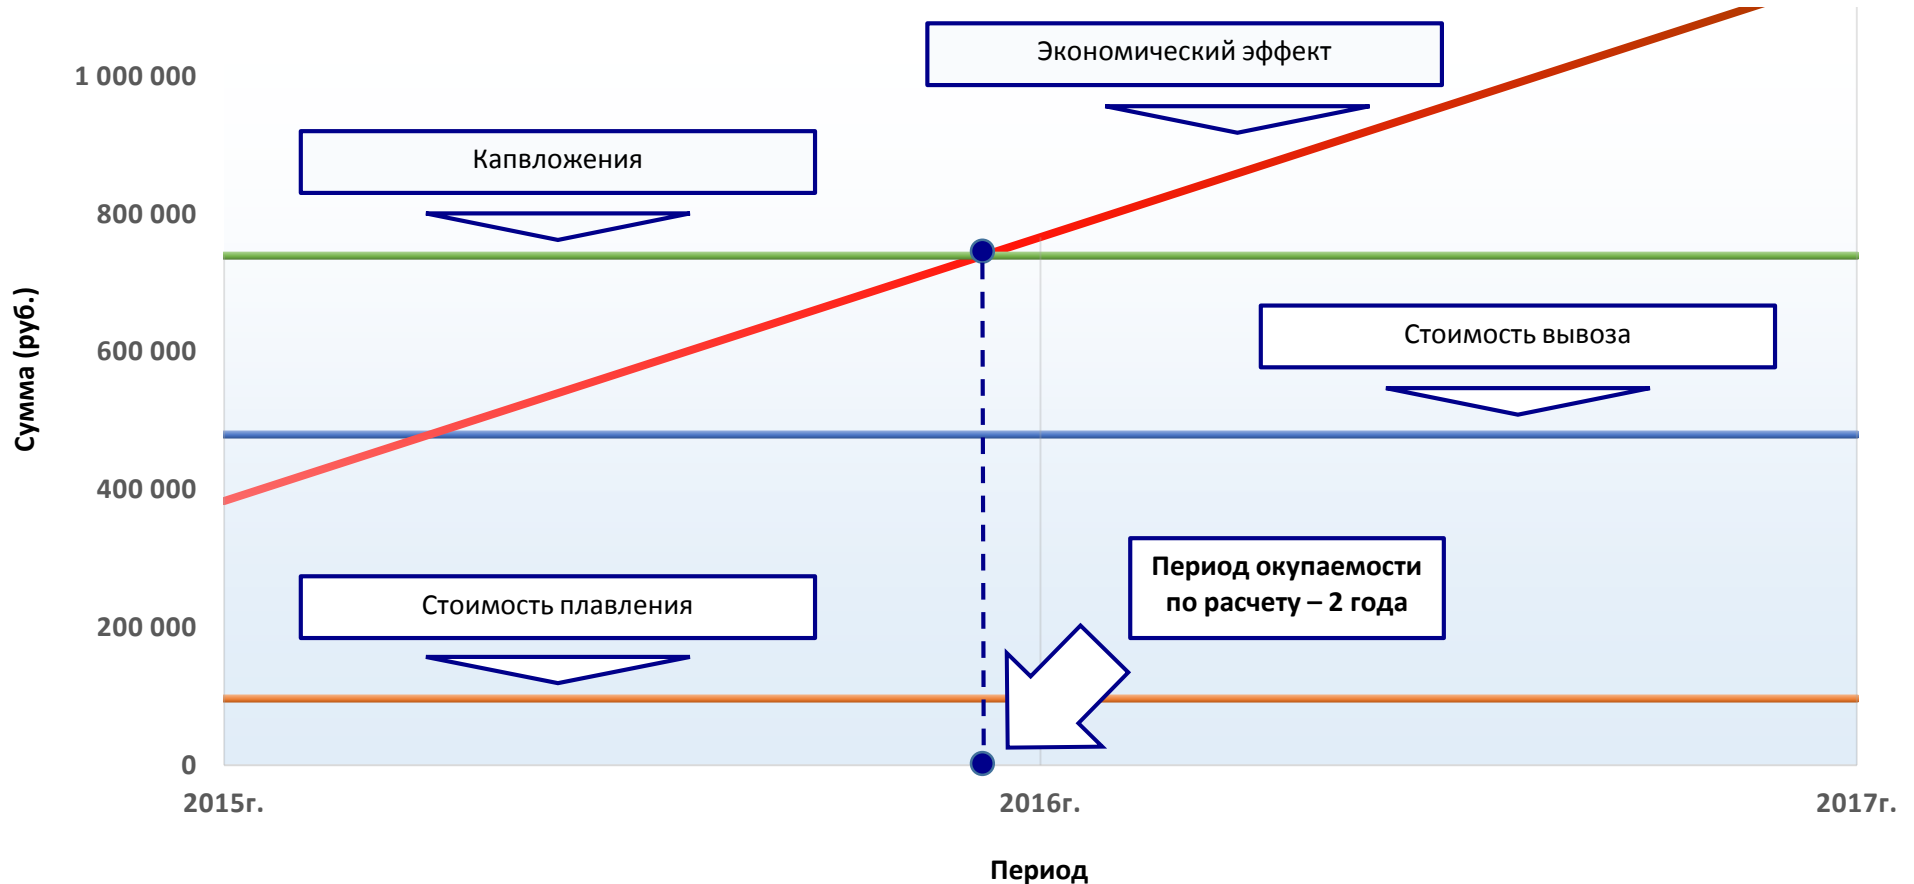 Экономический эффект
1 000 000
Капвложения
800 000
Стоимость вывоза
600 000
Сумма (руб.)
400 000
Период окупаемости
по расчету – 2 года
Стоимость плавления
200 000
0
2015г.
2016г.
2017г.
Период